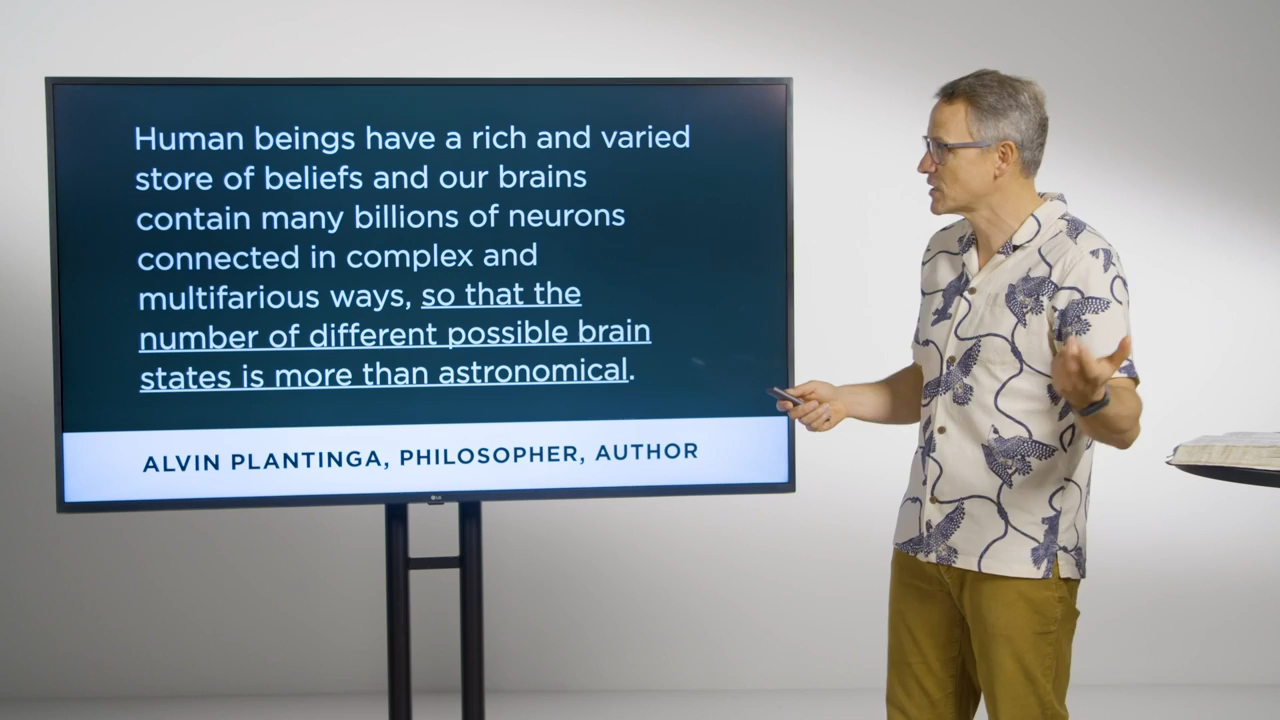 Human beings have a rich and varied
store of beliefs and our brains
contain many billions of neurons
connected in complex and
multifarious ways, so that the
number of different possible brain
states is more than astronomical.
ALVIN PLANTINGA, PHILOSOPHER, AUTHOR
LG